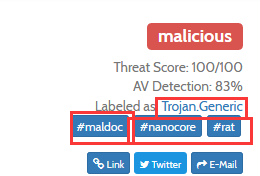 malicious
Threat Score: 100/100
AV Detection: 83%
Labeled as: Trojan.Generic
#maldoc #nanocore #rat
Link Twitter E-Mail